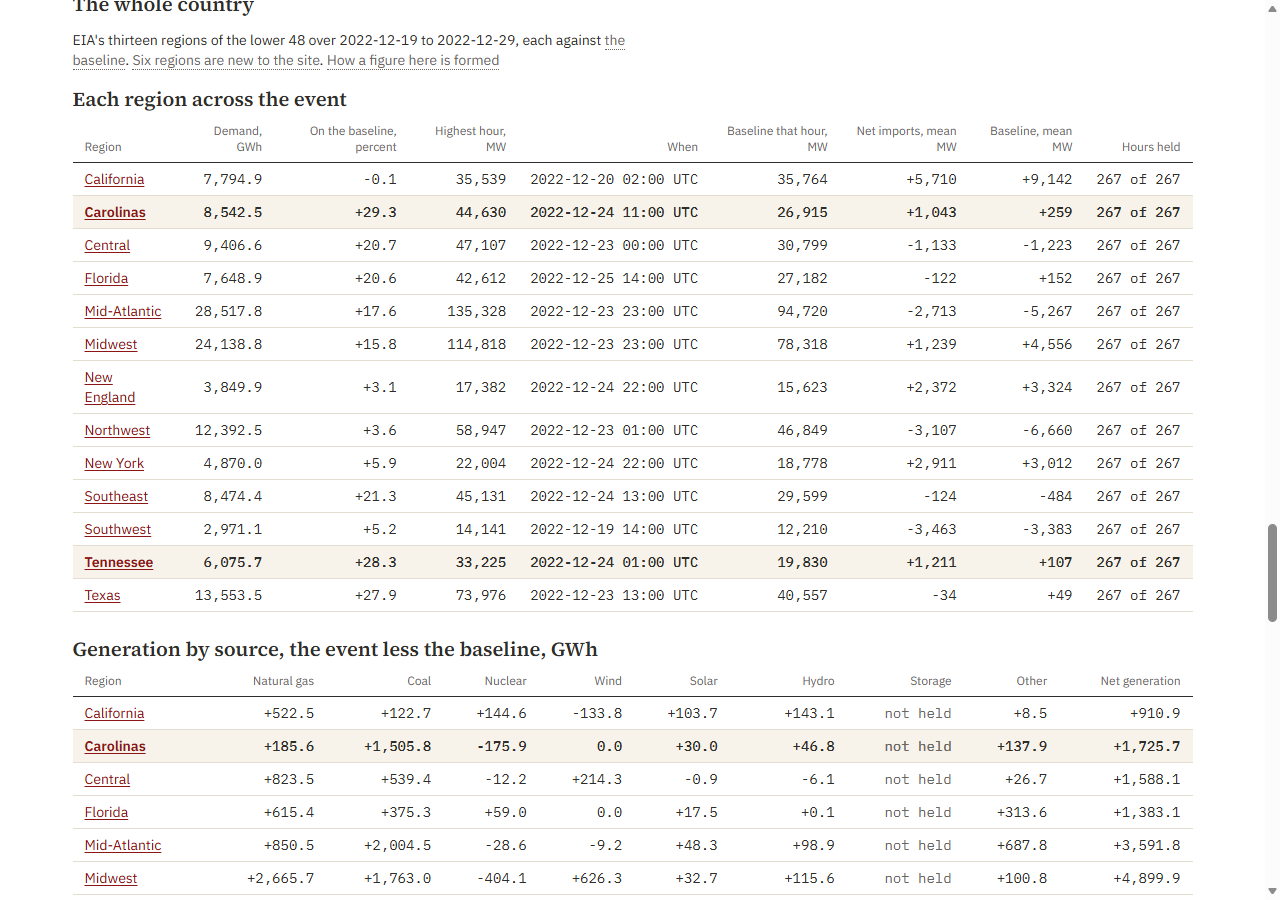 The whole country
EIA's thirteen regions of the lower 48 over 2022-12-19 to 2022-12-29, each against the
baseline. Six regions are new to the site. How a figure here is formed
Each region across the event
Region Demand, GWh On the baseline, percent Highest hour, MW When Baseline that hour, MW Net imports, mean MW Baseline, mean MW Hours held
California 7,794.9 -0.1 35,539 2022-12-20 02:00 UTC 35,764 +5,710 +9,142 267 of 267
Carolinas 8,542.5 +29.3 44,630 2022-12-24 11:00 UTC 26,915 +1,043 +259 267 of 267
Central 9,406.6 +20.7 47,107 2022-12-23 00:00 UTC 30,799 -1,133 -1,223 267 of 267
Florida 7,648.9 +20.6 42,612 2022-12-25 14:00 UTC 27,182 -122 +152 267 of 267
Mid-Atlantic 28,517.8 +17.6 135,328 2022-12-23 23:00 UTC 94,720 -2,713 -5,267 267 of 267
Midwest 24,138.8 +15.8 114,818 2022-12-23 23:00 UTC 78,318 +1,239 +4,556 267 of 267
New England 3,849.9 +3.1 17,382 2022-12-24 22:00 UTC 15,623 +2,372 +3,324 267 of 267
Northwest 12,392.5 +3.6 58,947 2022-12-23 01:00 UTC 46,849 -3,107 -6,660 267 of 267
New York 4,870.0 +5.9 22,004 2022-12-24 22:00 UTC 18,778 +2,911 +3,012 267 of 267
Southeast 8,474.4 +21.3 45,131 2022-12-24 13:00 UTC 29,599 -124 -484 267 of 267
Southwest 2,971.1 +5.2 14,141 2022-12-19 14:00 UTC 12,210 -3,463 -3,383 267 of 267
Tennessee 6,075.7 +28.3 33,225 2022-12-24 01:00 UTC 19,830 +1,211 +107 267 of 267
Texas 13,553.5 +27.9 73,976 2022-12-23 13:00 UTC 40,557 -34 +49 267 of 267
Generation by source, the event less the baseline, GWh
Region Natural gas Coal Nuclear Wind Solar Hydro Storage Other Net generation
California +522.5 +122.7 +144.6 -133.8 +103.7 +143.1 not held +8.5 +910.9
Carolinas +185.6 +1,505.8 -175.9 0.0 +30.0 +46.8 not held +137.9 +1,725.7
Central +823.5 +539.4 -12.2 +214.3 -0.9 -6.1 not held +26.7 +1,588.1
Florida +615.4 +375.3 +59.0 0.0 +17.5 +0.1 not held +313.6 +1,383.1
Mid-Atlantic +850.5 +2,004.5 -28.6 -9.2 +48.3 +98.9 not held +687.8 +3,591.8
Midwest +2,665.7 +1,763.0 -404.1 +626.3 +32.7 +115.6 not held +100.8 +4,899.9